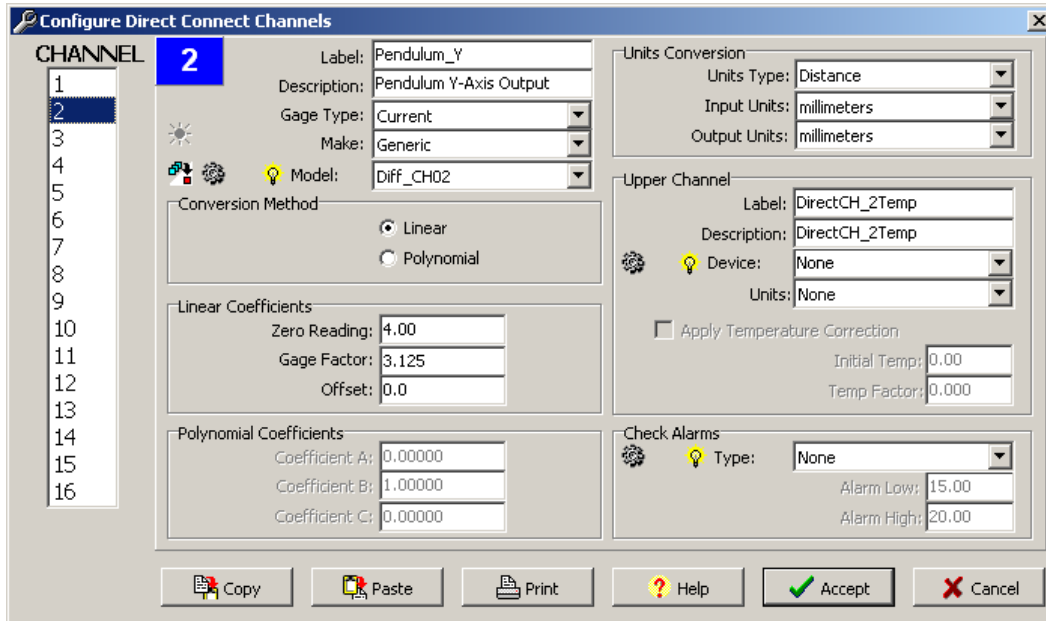 Configure Direct Connect Channels
CHANNEL
1
2
3
4
5
6
7
8
9
10
11
12
13
14
15
16
2
Label: Pendulum_Y
Description: Pendulum Y-Axis Output
Gage Type: Current
Make: Generic
Model: Diff_CH02
Conversion Method
Linear
Polynomial
Linear Coefficients
Zero Reading: 4.00
Gage Factor: 3.125
Offset: 0.0
Polynomial Coefficients
Coefficient A: 0.00000
Coefficient B: 1.00000
Coefficient C: 0.00000
Units Conversion
Units Type: Distance
Input Units: millimeters
Output Units: millimeters
Upper Channel
Label: DirectCH_2Temp
Description: DirectCH_2Temp
Device: None
Units: None
Apply Temperature Correction
Initial Temp: 0.00
Temp Factor: 0.000
Check Alarms
Type: None
Alarm Low: 15.00
Alarm High: 20.00
Copy
Paste
Print
? Help
Accept
Cancel